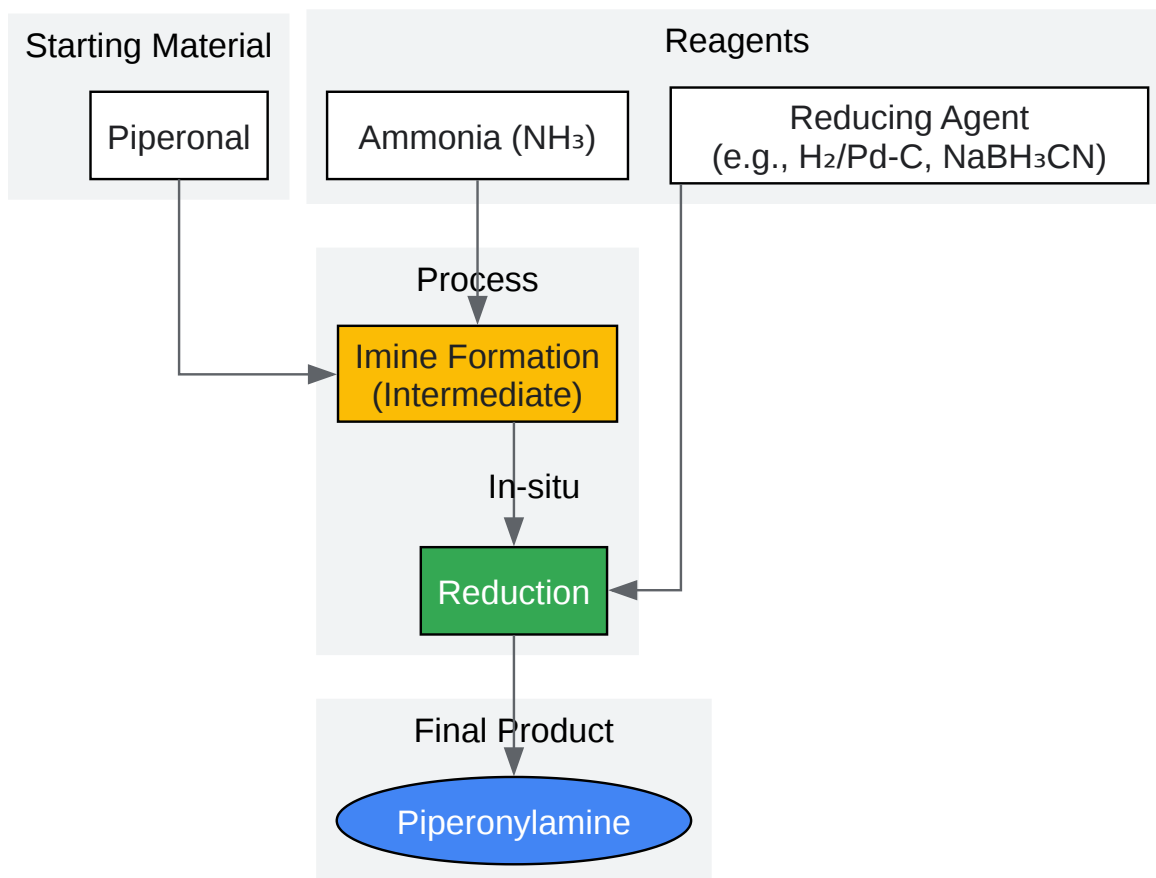 Starting Material
Reagents
Piperonal
Ammonia (NH₃)
Reducing Agent
(e.g., H₂/Pd-C, NaBH₃CN)
Process
Imine Formation
(Intermediate)
In-situ
Reduction
Final Product
Piperonylamine